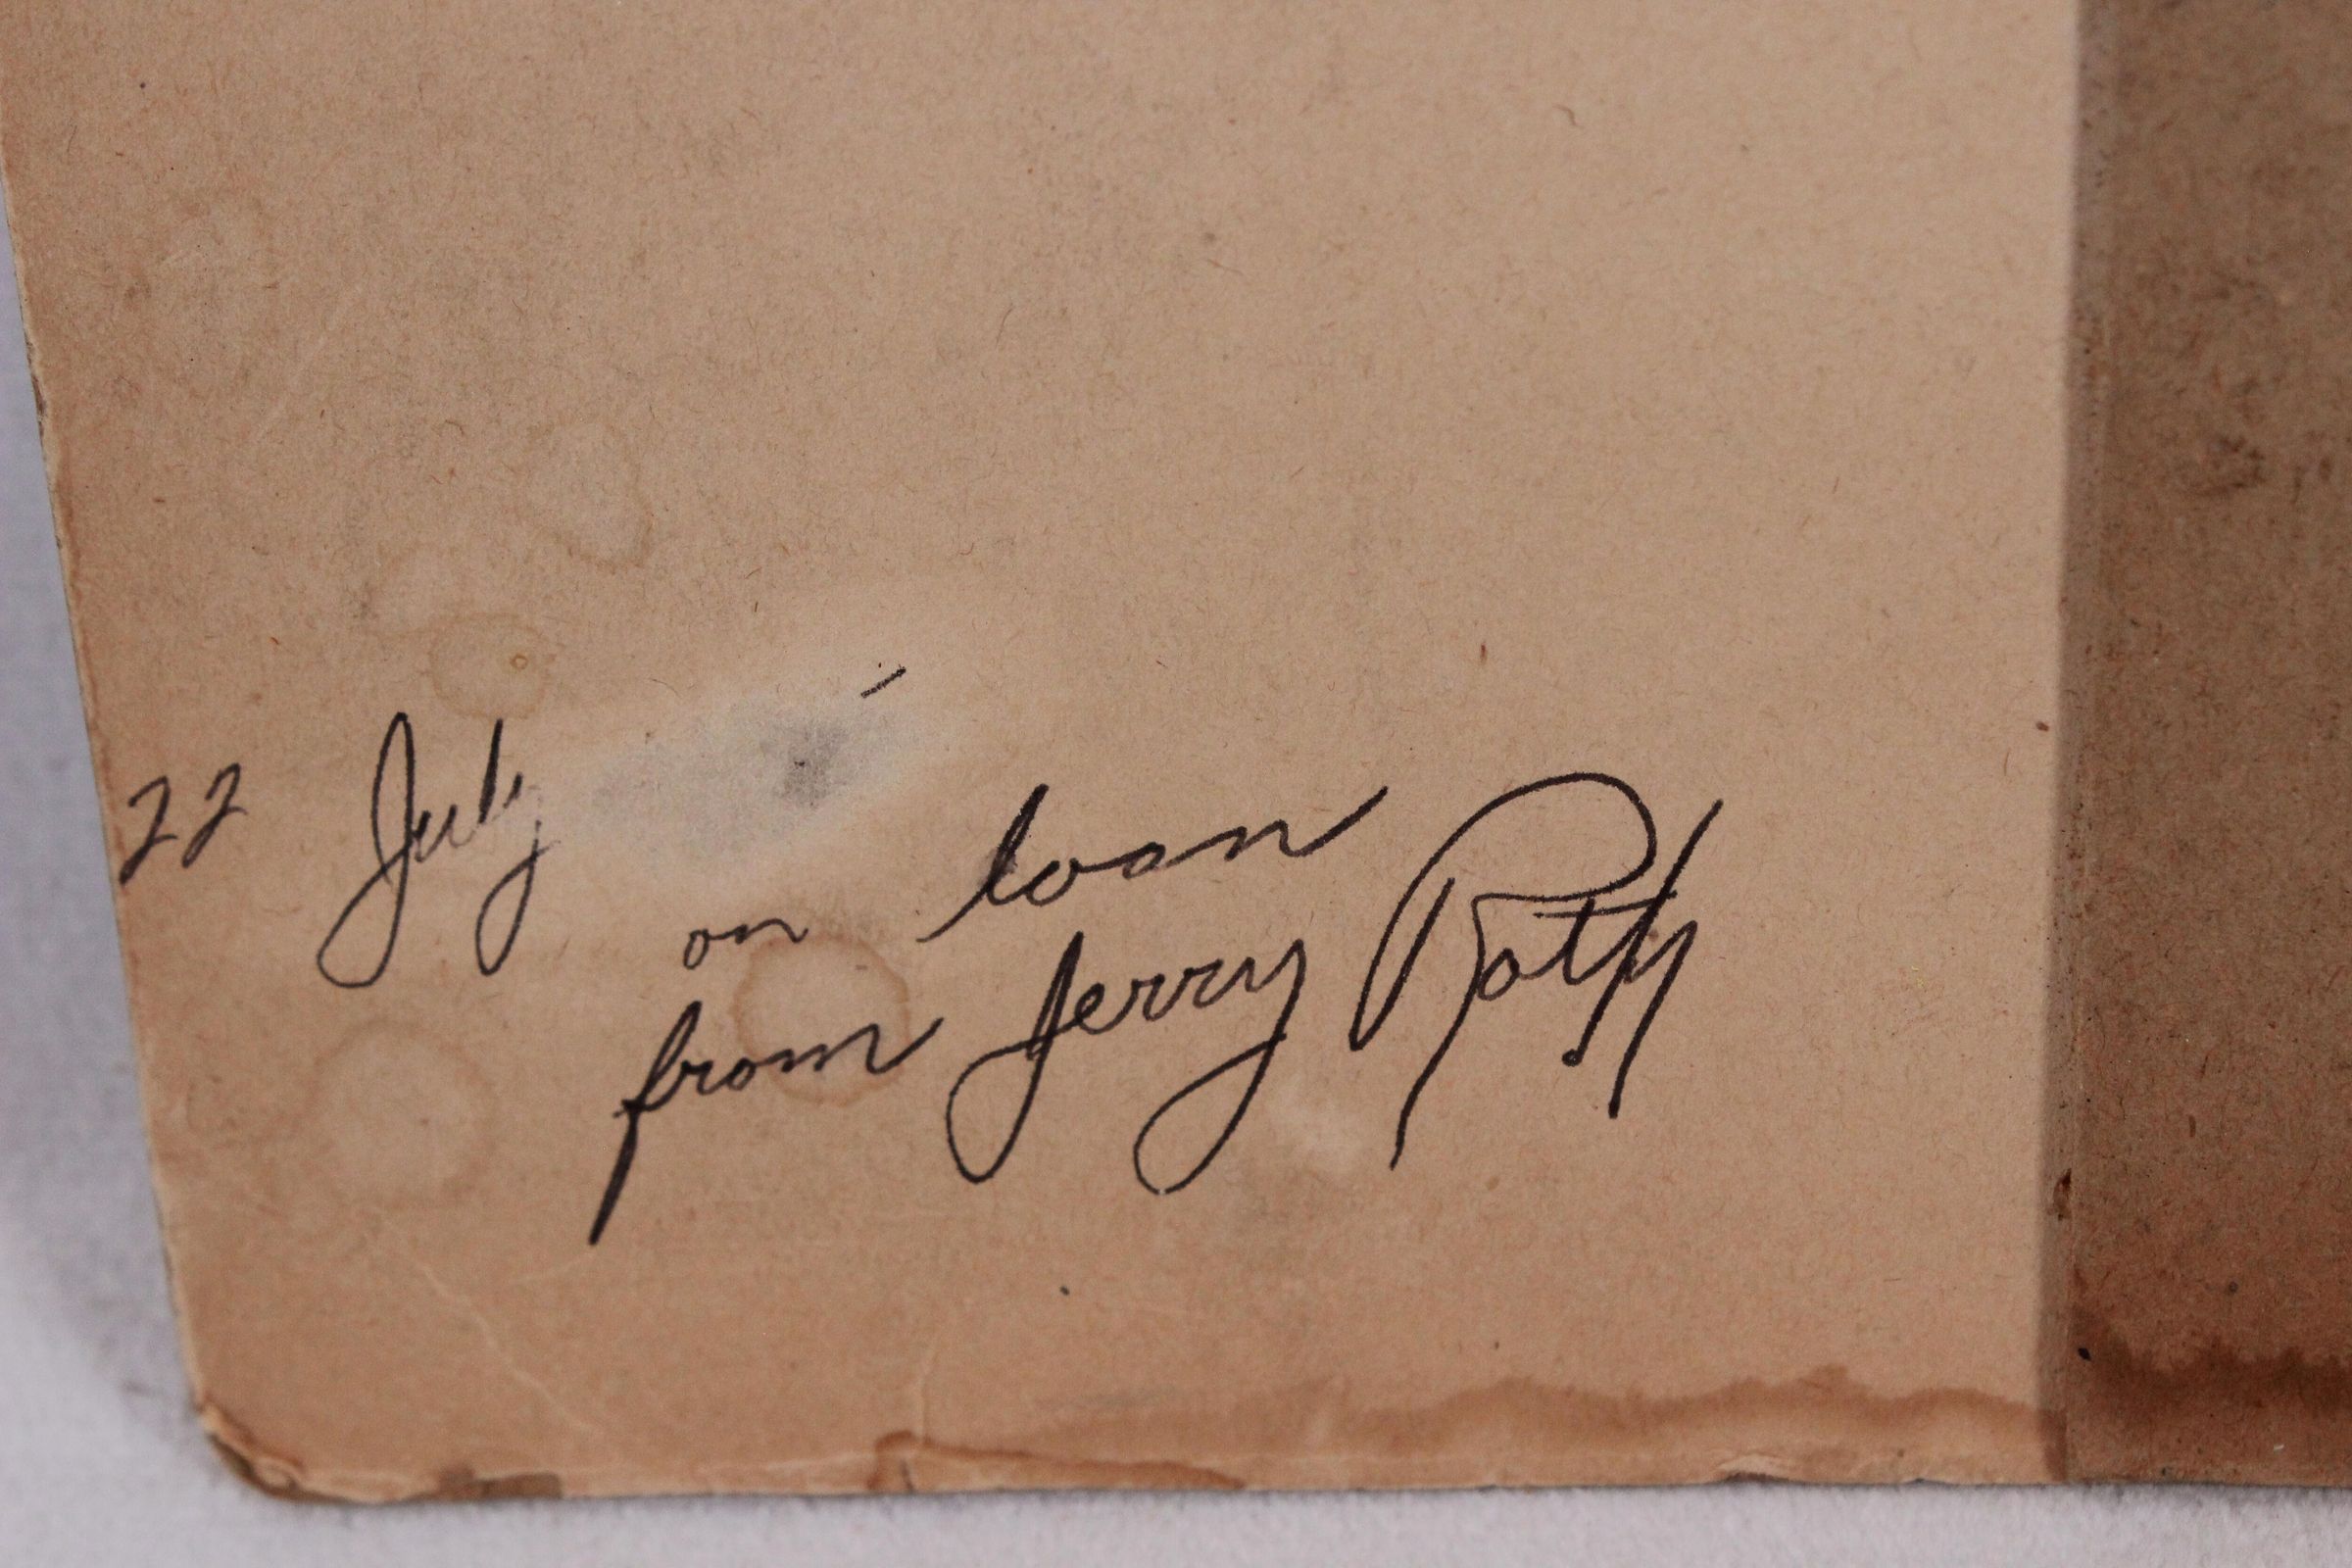 22 July
on loan
from Jerry Roth